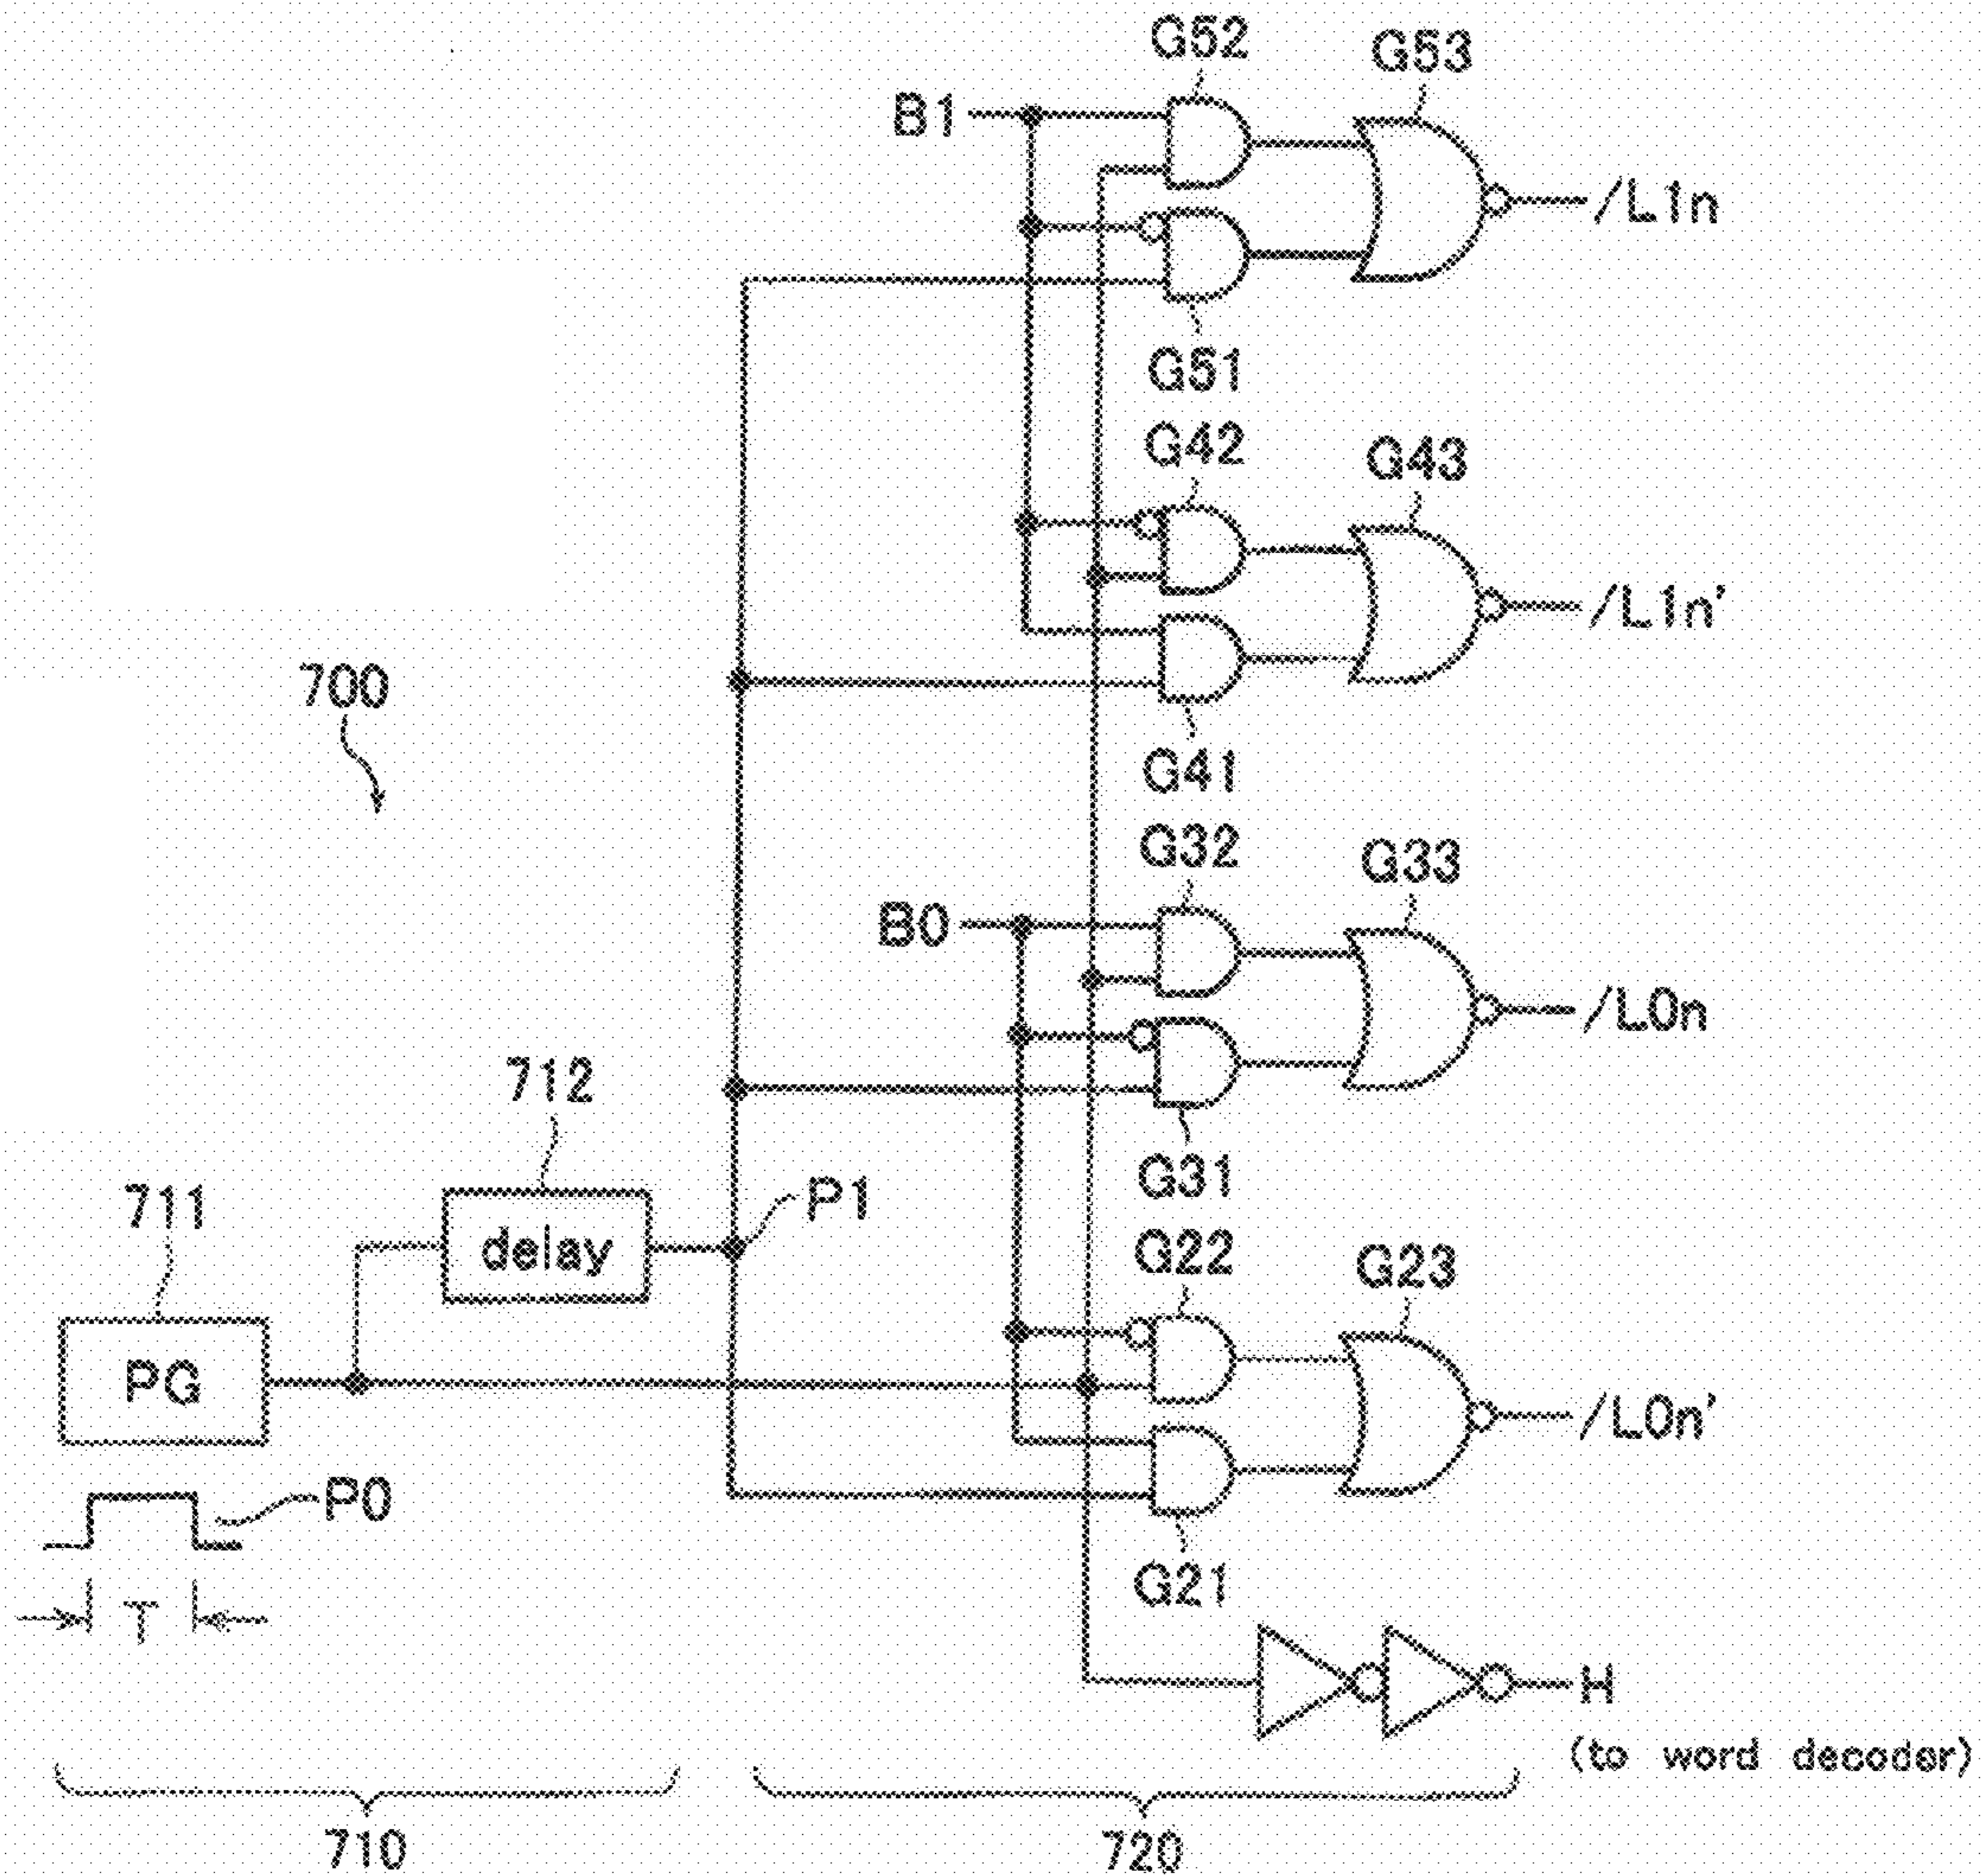 G52
G53
B1
/L1n
G51
G42
G43
/L1n'
700
G41
G32
G33
B0
/L0n
712
G31
711
delay
P1
G22
G23
PG
/L0n'
P0
G21
T
H
(to word decoder)
710
720